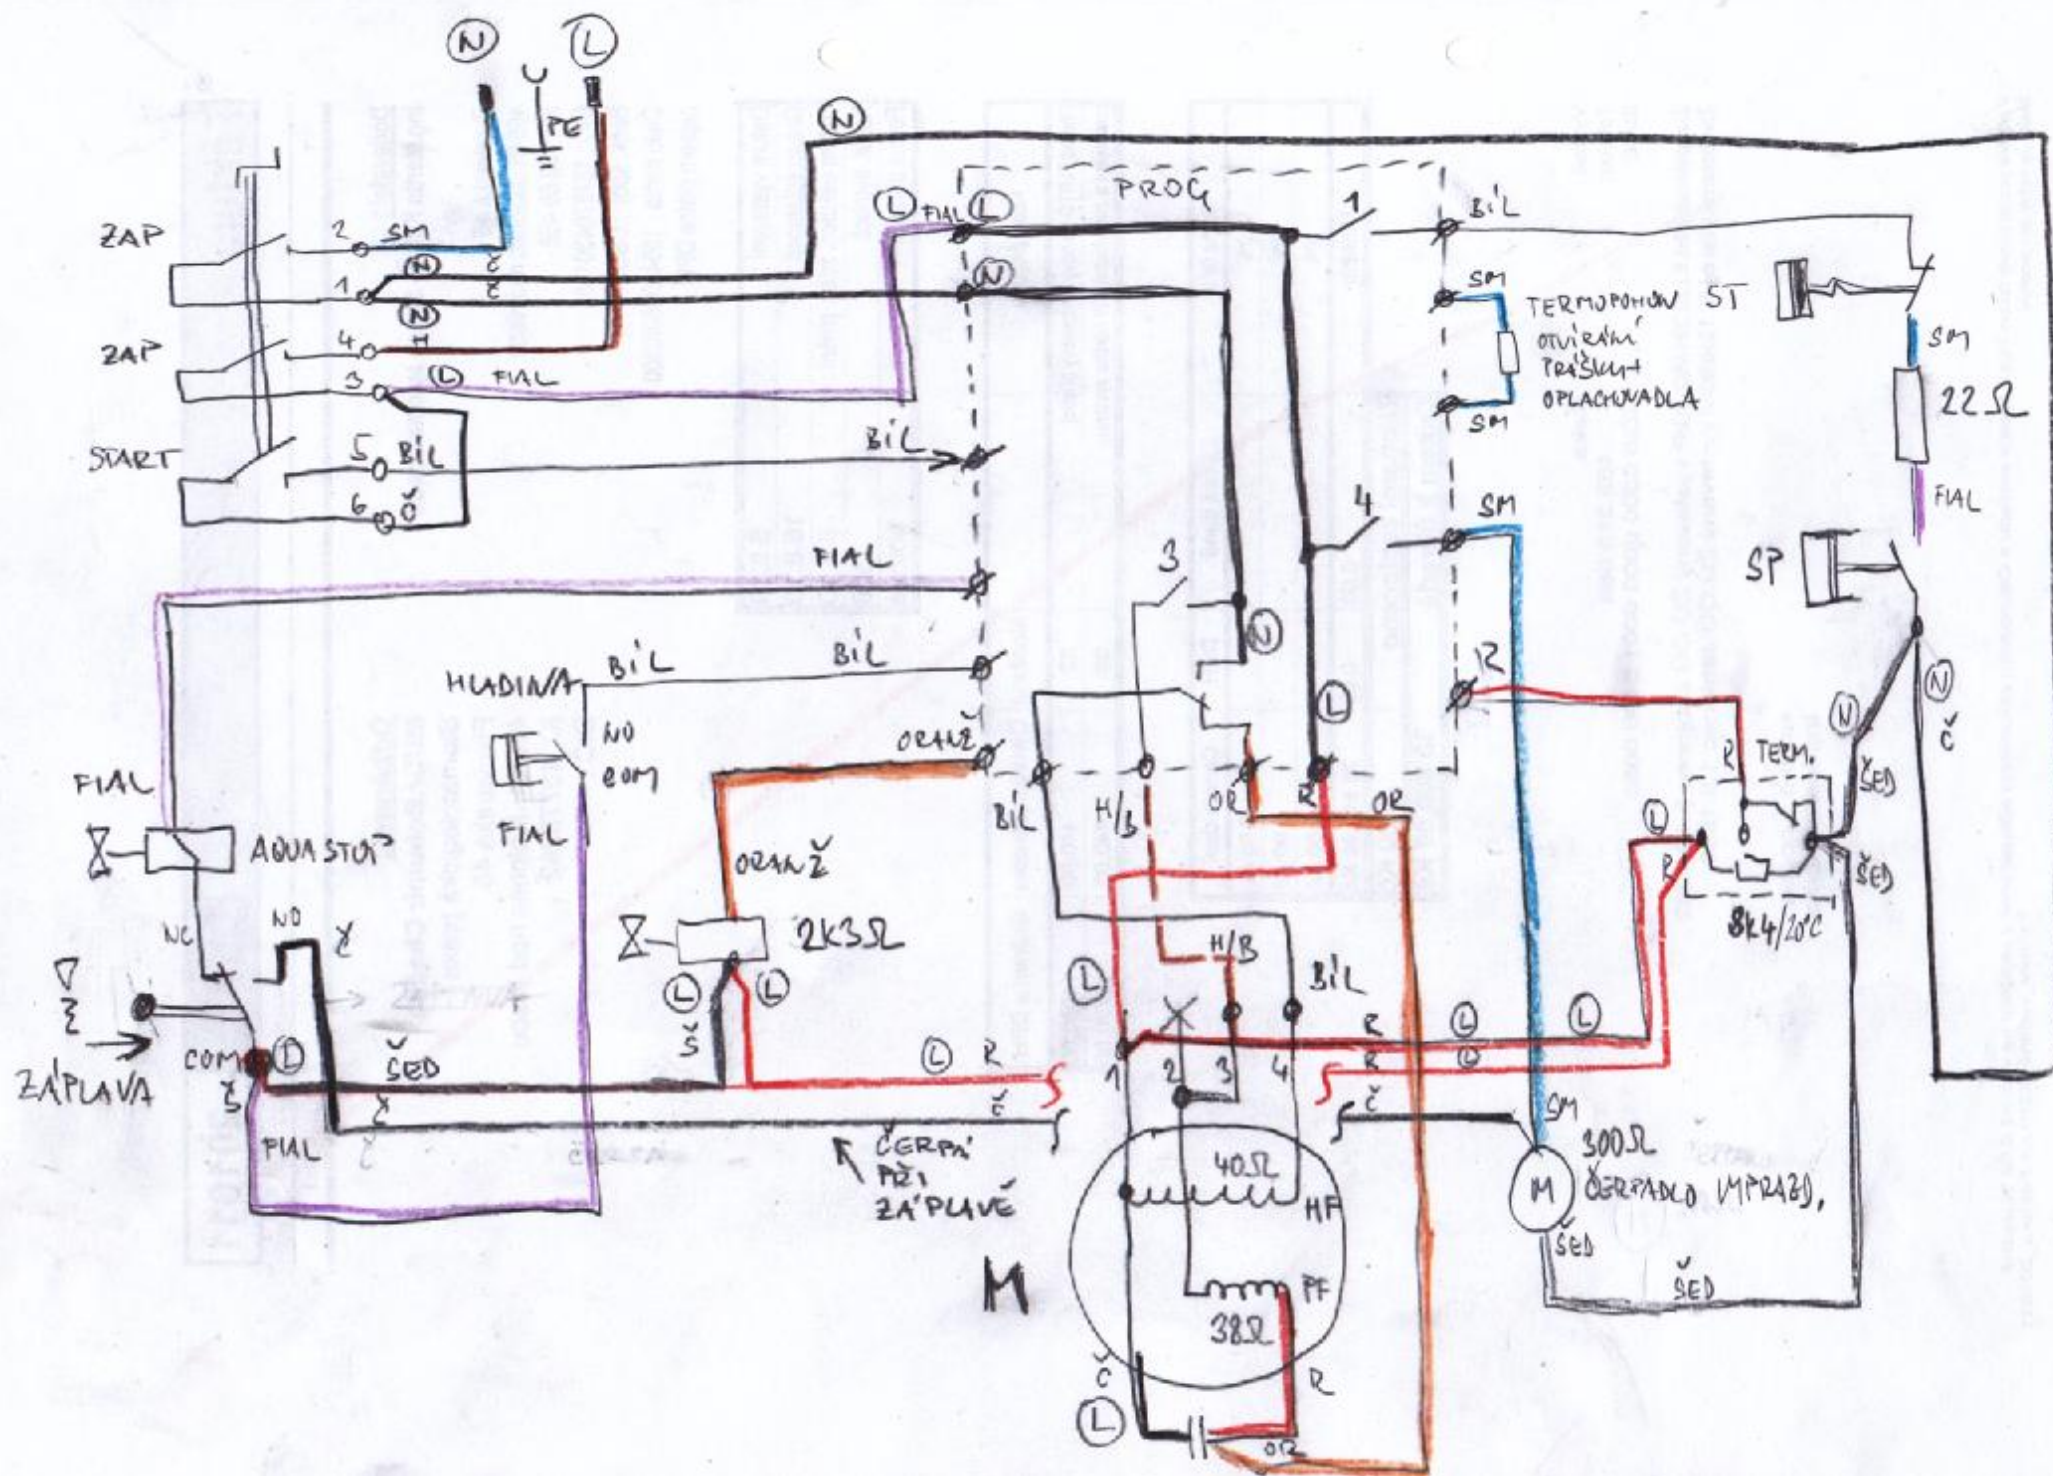 N
L
PE
N
ZAP
2
SM
Č
N
1
Č
N
H
ZAP
4
3
L
FIAL
START
5
BÍL
6
Č
L
FIAL
L
N
PROG
1
BÍL
SM
TERMOPOHON
OTVÍRÁNÍ
PRÁŠKU+
OPLACHOVADLA
SM
ST
SM
22Ω
FIAL
BÍL
4
SM
SP
FIAL
3
N
L
R
N
N
Č
HLADINA
BÍL
BÍL
NO
COM
FIAL
ORANŽ
BÍL
H/B
OR
R
OR
R
TERM.
ŠED
L
R
ŠED
8k4/20°C
FIAL
AQUASTOP
ORANŽ
2K3Ω
NC
NO
Č
L
L
Š
L
H/B
BÍL
R
L
L
R
L
ZÁPLAVA
COM
L
Š
ŠED
Č
L
R
Č
1
2
3
4
Č
SM
FIAL
ČERPÁ
PŘI
ZÁPLAVĚ
40Ω
HF
300Ω
M
ČERPADLO VYPRAZD.
ŠED
ŠED
M
PF
38Ω
Č
R
L
OR